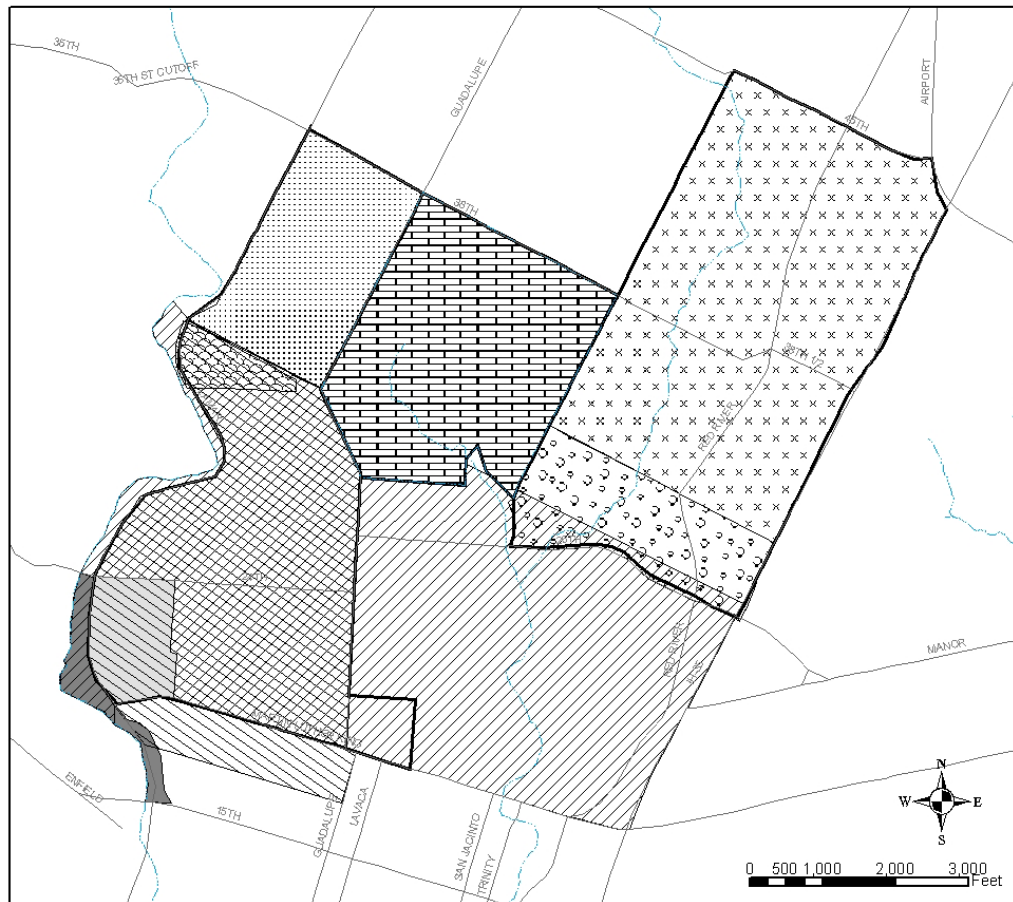 35TH
35TH ST CUTOFF
GUADALUPE
AIRPORT
45TH
38TH
38TH 1/2
RED RIVER
RED RIVER
IH 35
MANOR
ENFIELD
15TH
GUADALUPE
LAVACA
SAN JACINTO
TRINITY
N
W
E
S
0 500 1,000 2,000 3,000
Feet